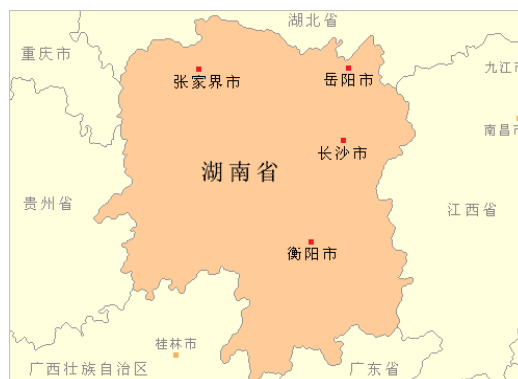 湖北省
重庆市
九江市
张家界市
岳阳市
南昌市
长沙市
湖南省
贵州省
江西省
衡阳市
桂林市
广西壮族自治区
广东省